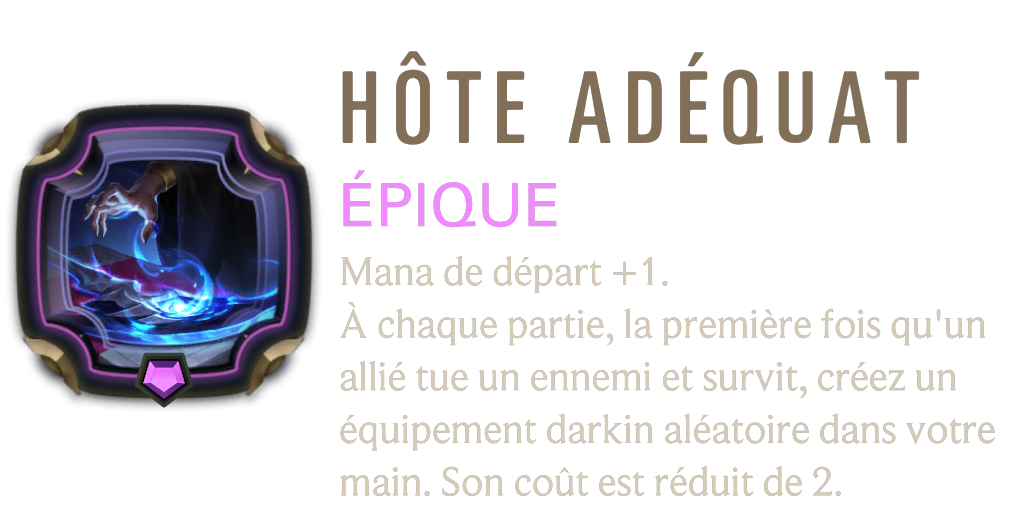 HÔTE ADÉQUAT
ÉPIQUE
Mana de départ +1.
À chaque partie, la première fois qu'un
allié tue un ennemi et survit, créez un
équipement darkin aléatoire dans votre
main. Son coût est réduit de 2.